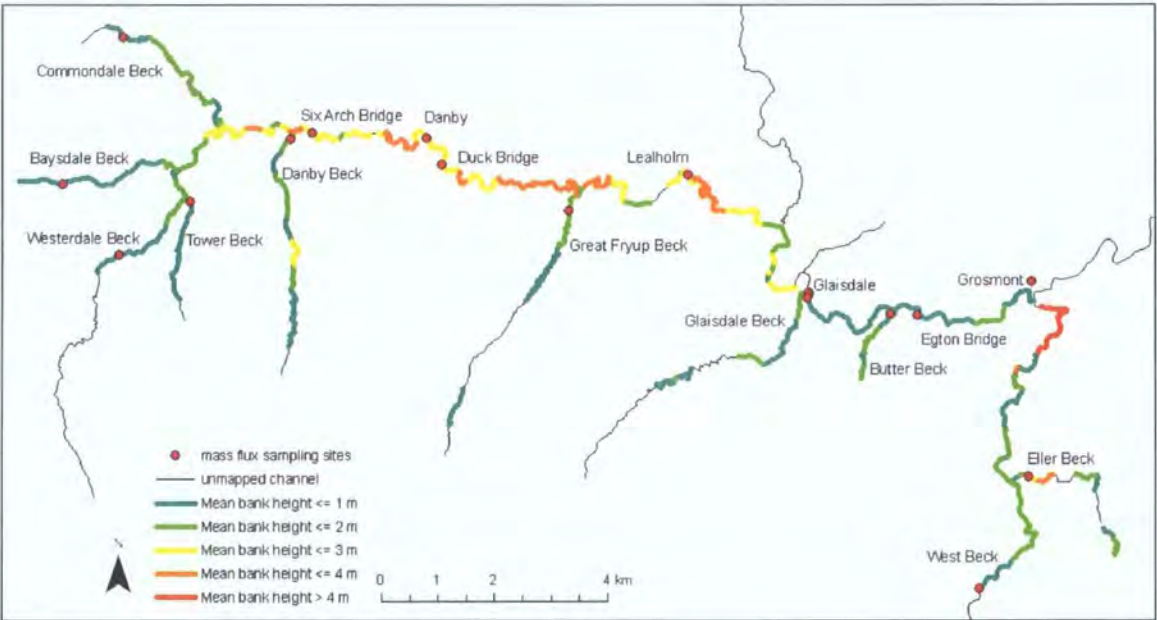 Commondale Beck
Six Arch Bridge
Danby
Baysdale Beck
Duck Bridge
Lealholm
Danby Beck
Westerdale Beck
Tower Beck
Great Fryup Beck
Glaisdale
Grosmont
Glaisdale Beck
Egton Bridge
Butter Beck
Eller Beck
West Beck
mass flux sampling sites
unmapped channel
Mean bank height <= 1 m
Mean bank height <= 2 m
Mean bank height <= 3 m
Mean bank height <= 4 m
Mean bank height > 4 m
N
0 1 2 4 km